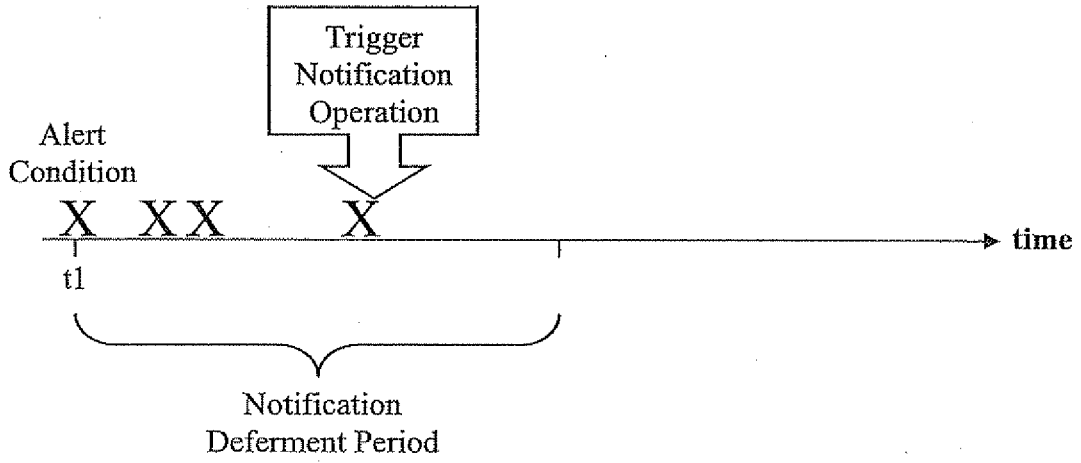 Trigger
Notification
Operation
Alert
Condition
X X X X
time
t1
Notification
Deferment Period